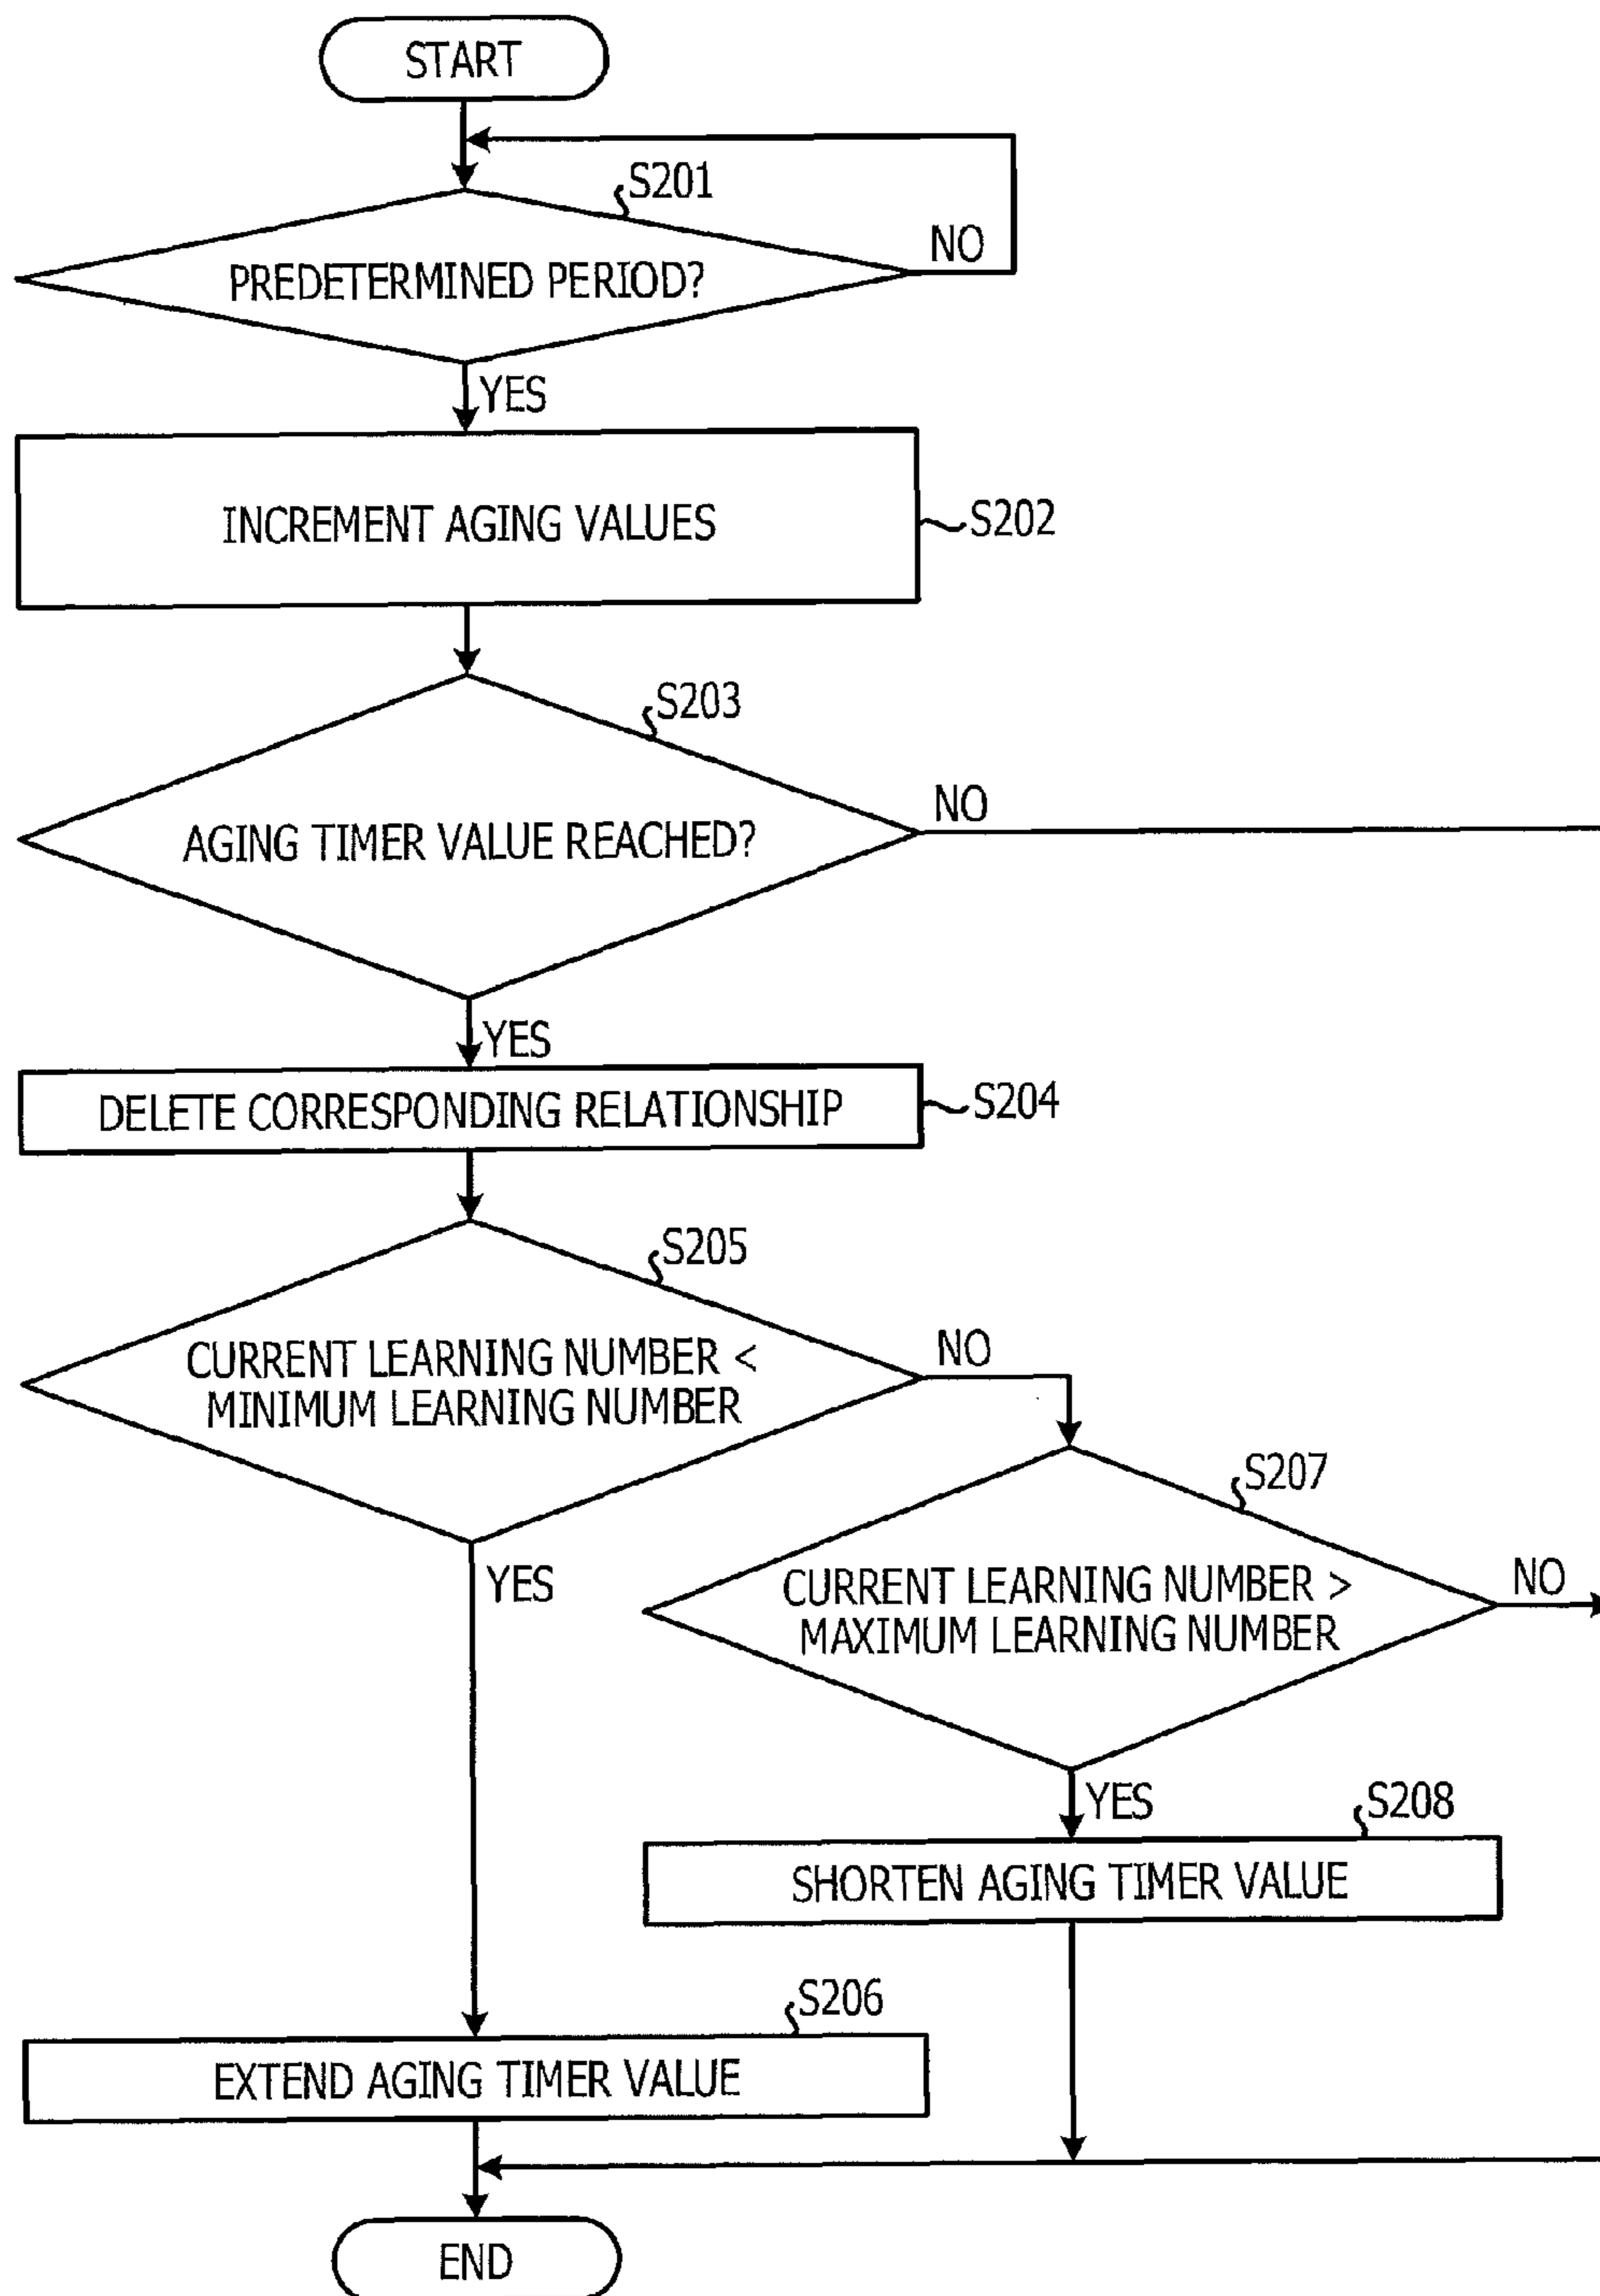 START
S201
NO
PREDETERMINED PERIOD?
YES
INCREMENT AGING VALUES
S202
S203
NO
AGING TIMER VALUE REACHED?
YES
DELETE CORRESPONDING RELATIONSHIP
S204
S205
CURRENT LEARNING NUMBER <
MINIMUM LEARNING NUMBER
NO
S207
YES
CURRENT LEARNING NUMBER >
MAXIMUM LEARNING NUMBER
NO
YES
S208
SHORTEN AGING TIMER VALUE
S206
EXTEND AGING TIMER VALUE
END